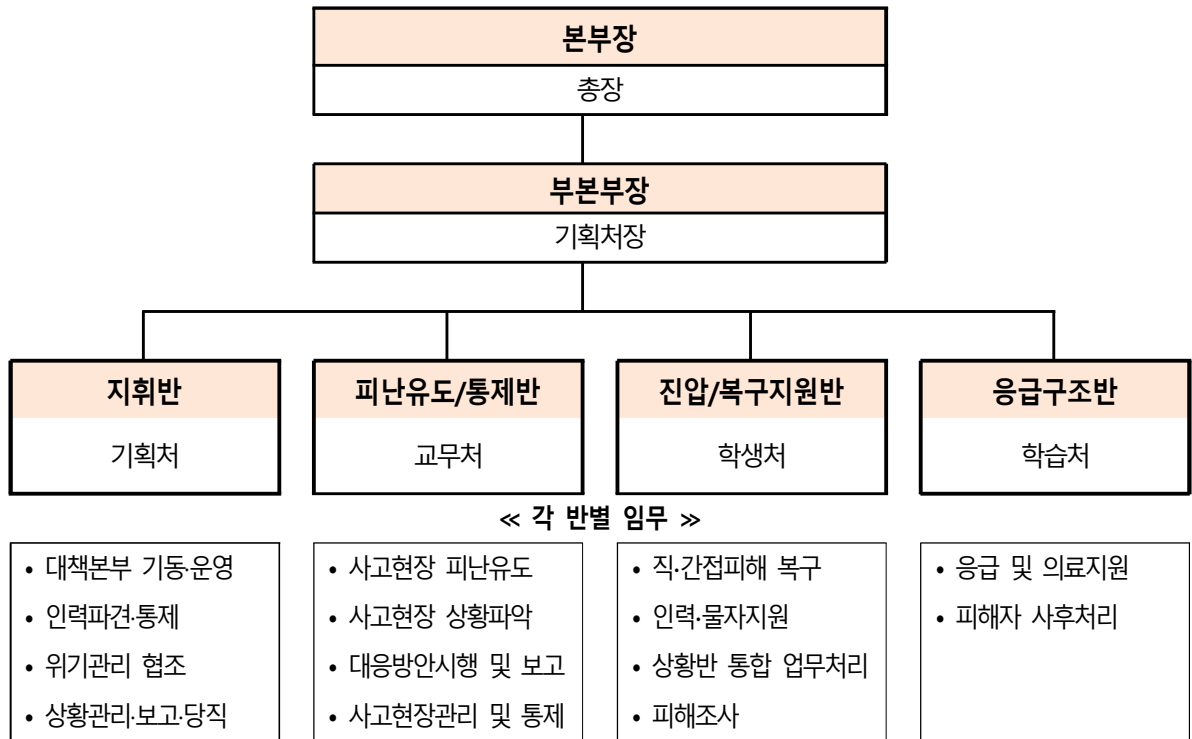 본부장
총장
부본부장
기획처장
지휘반
기획처
피난유도/통제반
교무처
진압/복구지원반
학생처
응급구조반
학습처
≪ 각 반별 임무 ≫
• 대책본부 기동·운영
• 인력파견·통제
• 위기관리 협조
• 상황관리·보고·당직
• 사고현장 피난유도
• 사고현장 상황파악
• 대응방안시행 및 보고
• 사고현장관리 및 통제
• 직·간접피해 복구
• 인력·물자지원
• 상황반 통합 업무처리
• 피해조사
• 응급 및 의료지원
• 피해자 사후처리